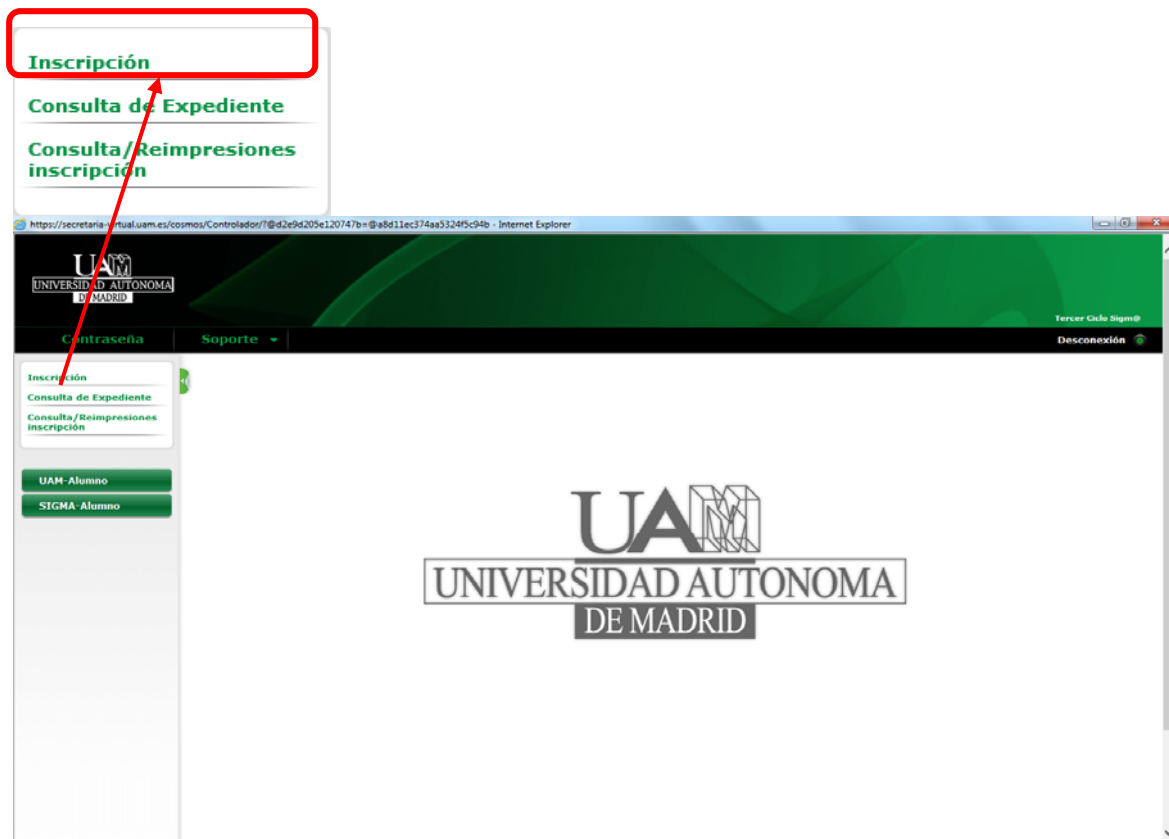 Inscripción
Consulta de Expediente
Consulta/Reimpresiones
inscripción
https://secretaria-virtual.uam.es/cosmos/Controlador/?@d2e9d205e120747b=@a8d11ec374aa5324f5c94b - Internet Explorer
UAM
UNIVERSIDAD AUTONOMA
DE MADRID
Tercer Ciclo Sigm@
Contraseña
Soporte
Desconexión
Inscripción
Consulta de Expediente
Consulta/Reimpresiones
inscripción
UAM-Alumno
SIGMA-Alumno
UAM
UNIVERSIDAD AUTONOMA
DE MADRID